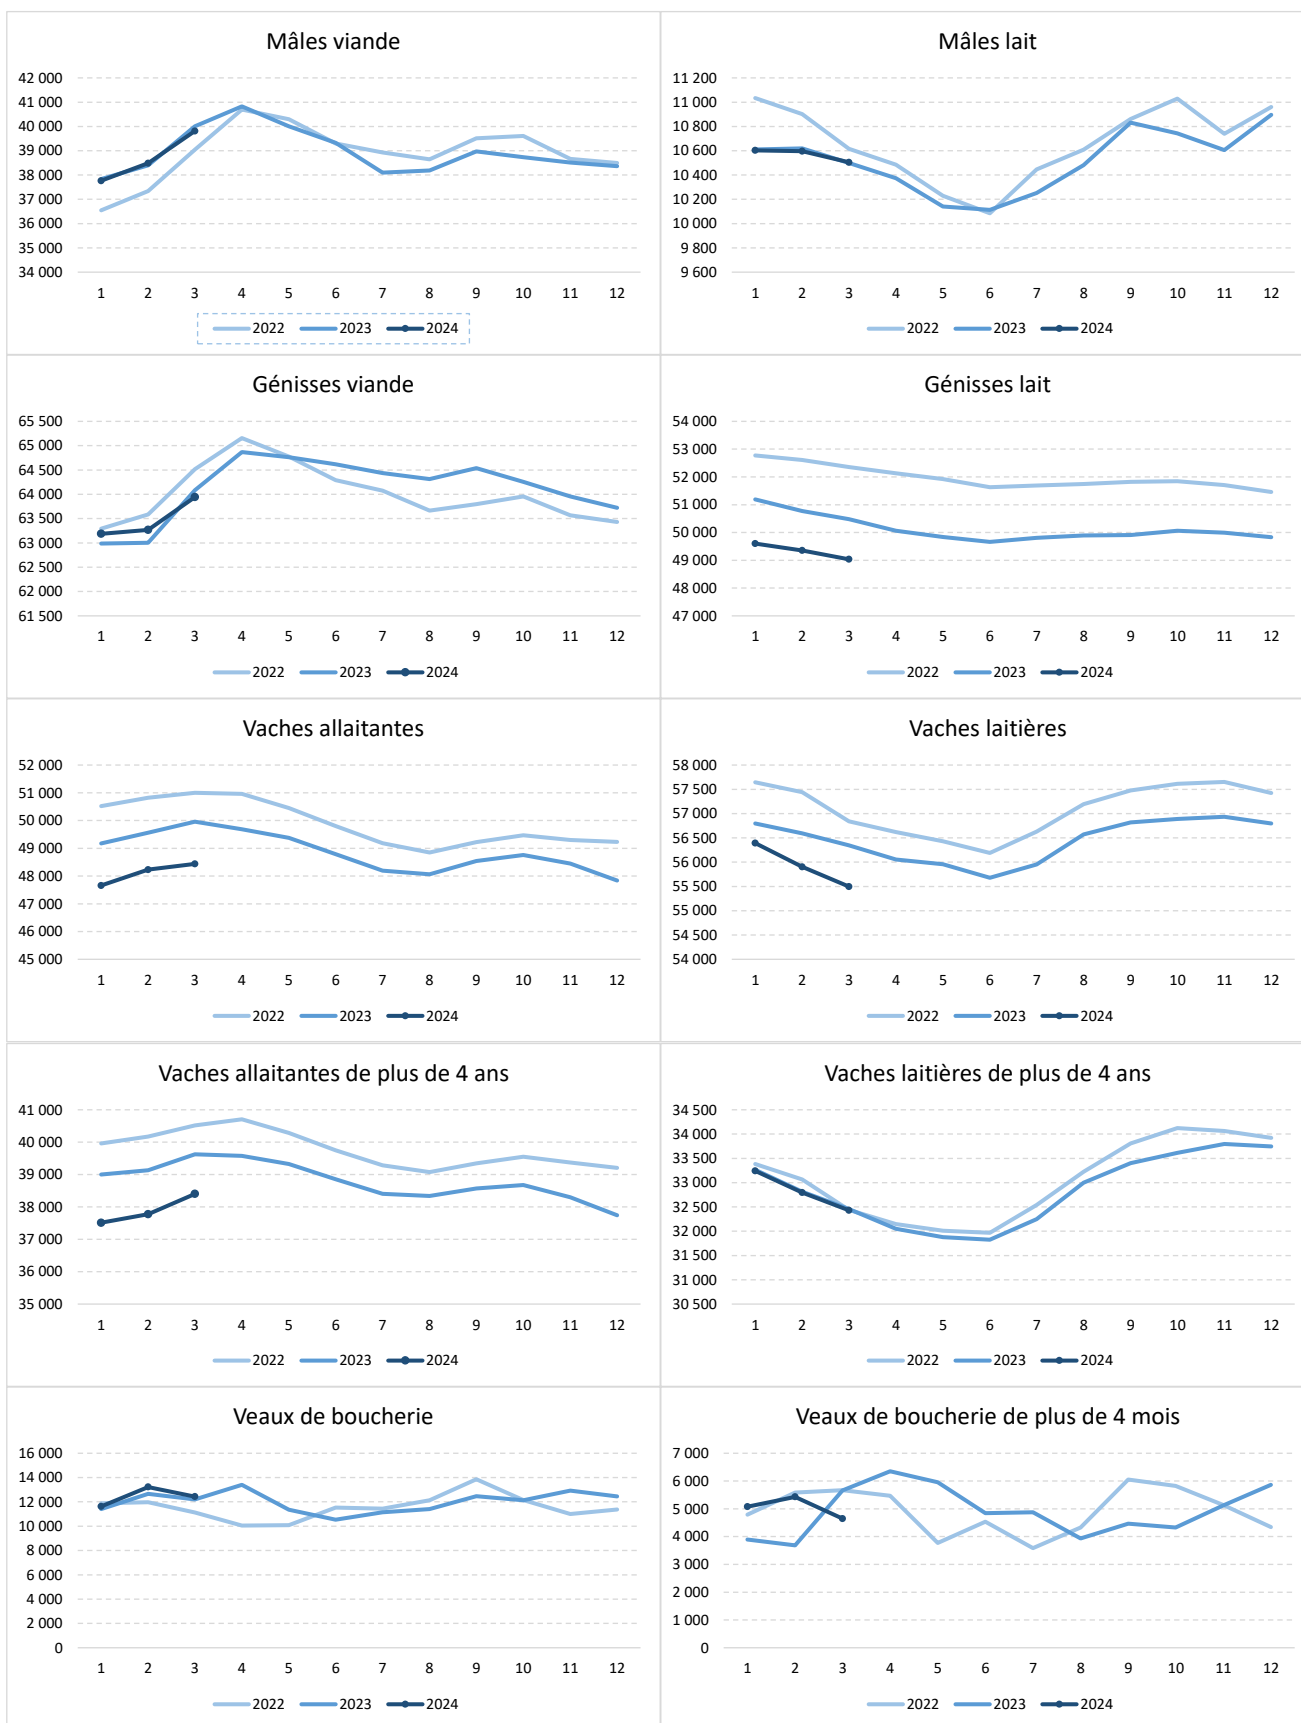 Mâles viande
42 000
41 000
40 000
39 000
38 000
37 000
36 000
35 000
34 000
1 2 3 4 5 6 7 8 9 10 11 12
2022 2023 2024
Mâles lait
11 200
11 000
10 800
10 600
10 400
10 200
10 000
9 800
9 600
1 2 3 4 5 6 7 8 9 10 11 12
2022 2023 2024
Génisses viande
65 500
65 000
64 500
64 000
63 500
63 000
62 500
62 000
61 500
1 2 3 4 5 6 7 8 9 10 11 12
2022 2023 2024
Génisses lait
54 000
53 000
52 000
51 000
50 000
49 000
48 000
47 000
1 2 3 4 5 6 7 8 9 10 11 12
2022 2023 2024
Vaches allaitantes
52 000
51 000
50 000
49 000
48 000
47 000
46 000
45 000
1 2 3 4 5 6 7 8 9 10 11 12
2022 2023 2024
Vaches laitières
58 000
57 500
57 000
56 500
56 000
55 500
55 000
54 500
54 000
1 2 3 4 5 6 7 8 9 10 11 12
2022 2023 2024
Vaches allaitantes de plus de 4 ans
41 000
40 000
39 000
38 000
37 000
36 000
35 000
1 2 3 4 5 6 7 8 9 10 11 12
2022 2023 2024
Vaches laitières de plus de 4 ans
34 500
34 000
33 500
33 000
32 500
32 000
31 500
31 000
30 500
1 2 3 4 5 6 7 8 9 10 11 12
2022 2023 2024
Veaux de boucherie
16 000
14 000
12 000
10 000
8 000
6 000
4 000
2 000
0
1 2 3 4 5 6 7 8 9 10 11 12
2022 2023 2024
Veaux de boucherie de plus de 4 mois
7 000
6 000
5 000
4 000
3 000
2 000
1 000
0
1 2 3 4 5 6 7 8 9 10 11 12
2022 2023 2024